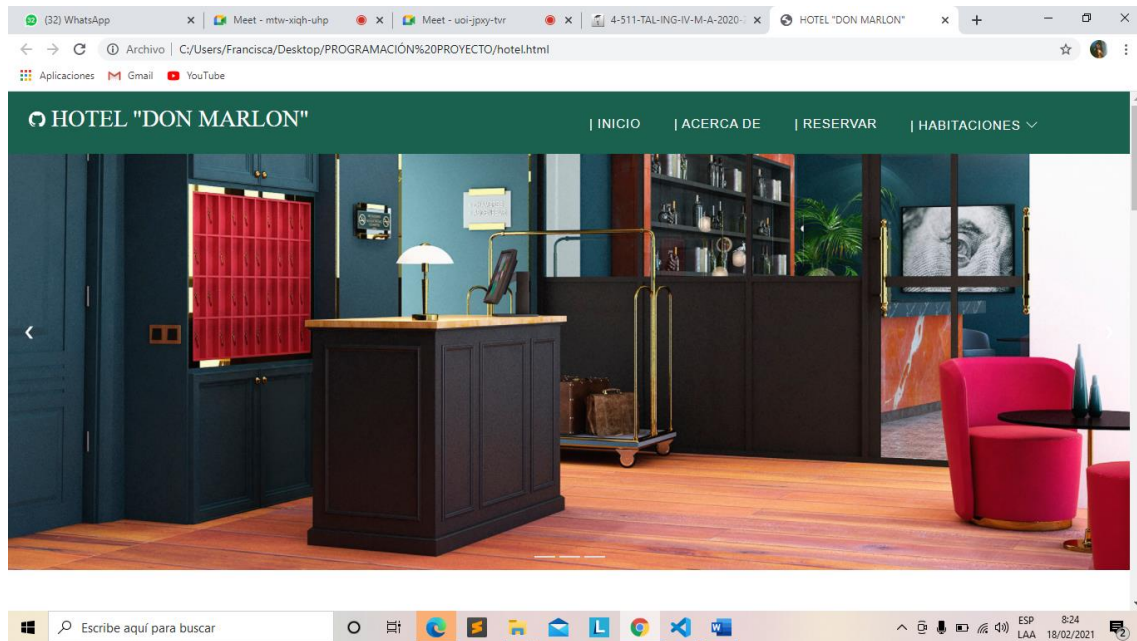 (32) WhatsApp
Meet - mtw-xiqh-uhp
Meet - uoi-jpxy-tvr
4-511-TAL-ING-IV-M-A-2020-
HOTEL "DON MARLON"
Archivo | C:/Users/Francisca/Desktop/PROGRAMACIÓN%20PROYECTO/hotel.html
Aplicaciones
Gmail
YouTube
HOTEL "DON MARLON"
| INICIO
| ACERCA DE
| RESERVAR
| HABITACIONES
Escribe aquí para buscar
ESP
LAA
8:24
18/02/2021